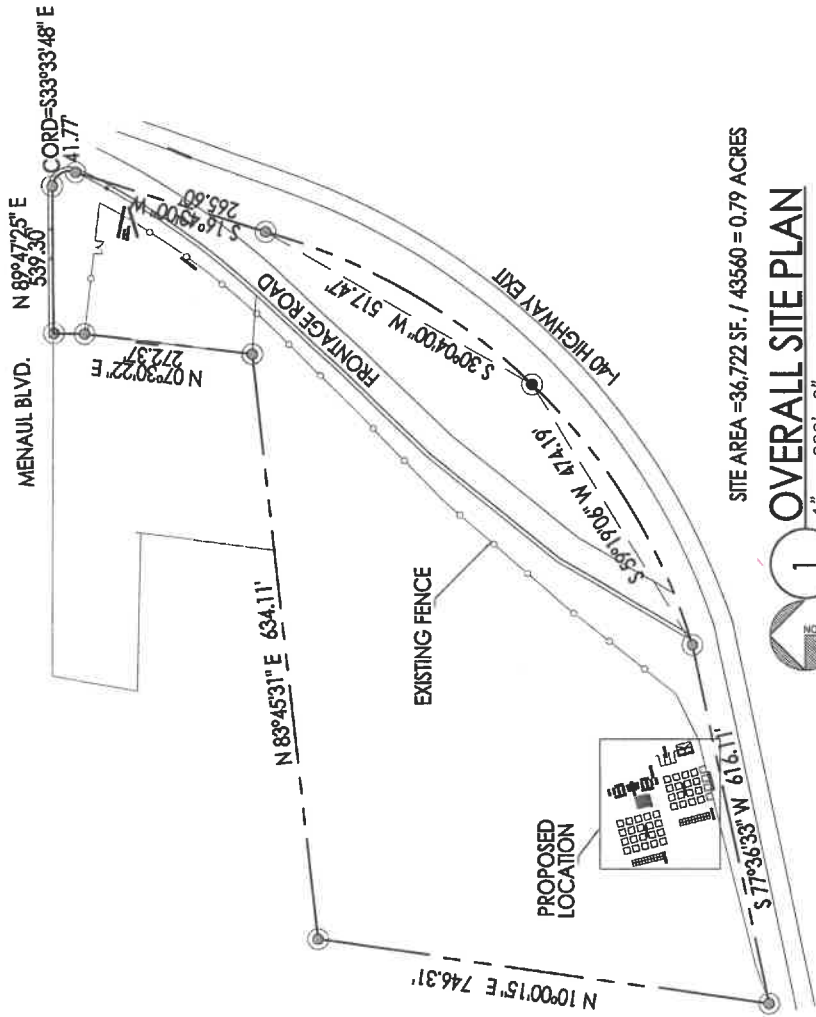 MENAUL BLVD.
N 89°47'25" E
539.30'
CORD=S33°33'48" E
41.77'
N 07°30'22" E
272.37'
S 16°43'00" W
265.60'
S 30°04'00" W 517.47'
FRONTAGE ROAD
I-40 HIGHWAY EXIT
S 59°19'06" W 474.19'
N 83°45'31" E 634.11'
EXISTING FENCE
N 10°00'15" E 746.31'
PROPOSED
LOCATION
S 77°36'33" W 616.11'
SITE AREA =36,722 SF. / 43560 = 0.79 ACRES
1
OVERALL SITE PLAN